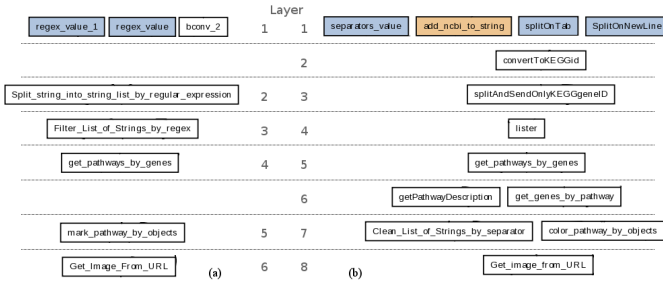 Layer
regex_value_1 regex_value bconv_2 1 1 separators_value add_ncbi_to_string splitOnTab SplitOnNewLine
2 convertToKEGGid
Split_string_into_string_list_by_regular_expression 2 3 splitAndSendOnlyKEGGgeneID
Filter_List_of_Strings_by_regex 3 4 lister
get_pathways_by_genes 4 5 get_pathways_by_genes
6 getPathwayDescription get_genes_by_pathway
mark_pathway_by_objects 5 7 Clean_List_of_Strings_by_separator color_pathway_by_objects
Get_Image_From_URL (a) 6 8 (b) Get_image_from_URL